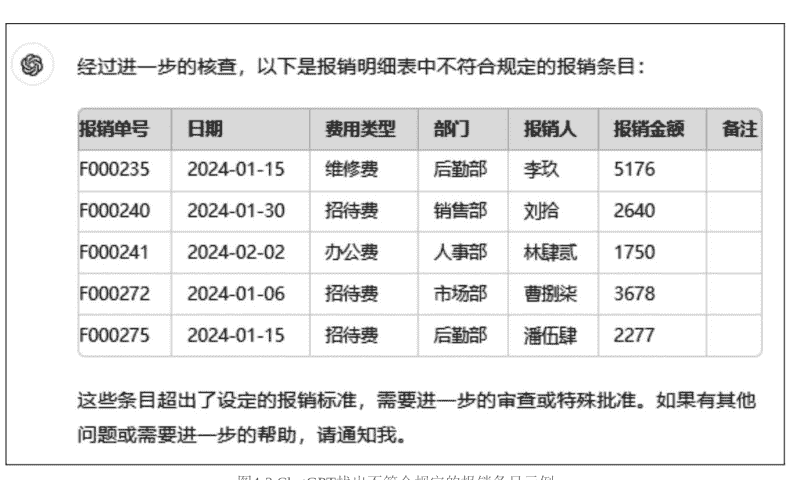 经过进一步的核查，以下是报销明细表中不符合规定的报销条目：
报销单号 日期 费用类型 部门 报销人 报销金额 备注
F000235 2024-01-15 维修费 后勤部 李玖 5176
F000240 2024-01-30 招待费 销售部 刘拾 2640
F000241 2024-02-02 办公费 人事部 林肆贰 1750
F000272 2024-01-06 招待费 市场部 曹捌柒 3678
F000275 2024-01-15 招待费 后勤部 潘伍肆 2277
这些条目超出了设定的报销标准，需要进一步的审查或特殊批准。如果有其他
问题或需要进一步的帮助，请通知我。